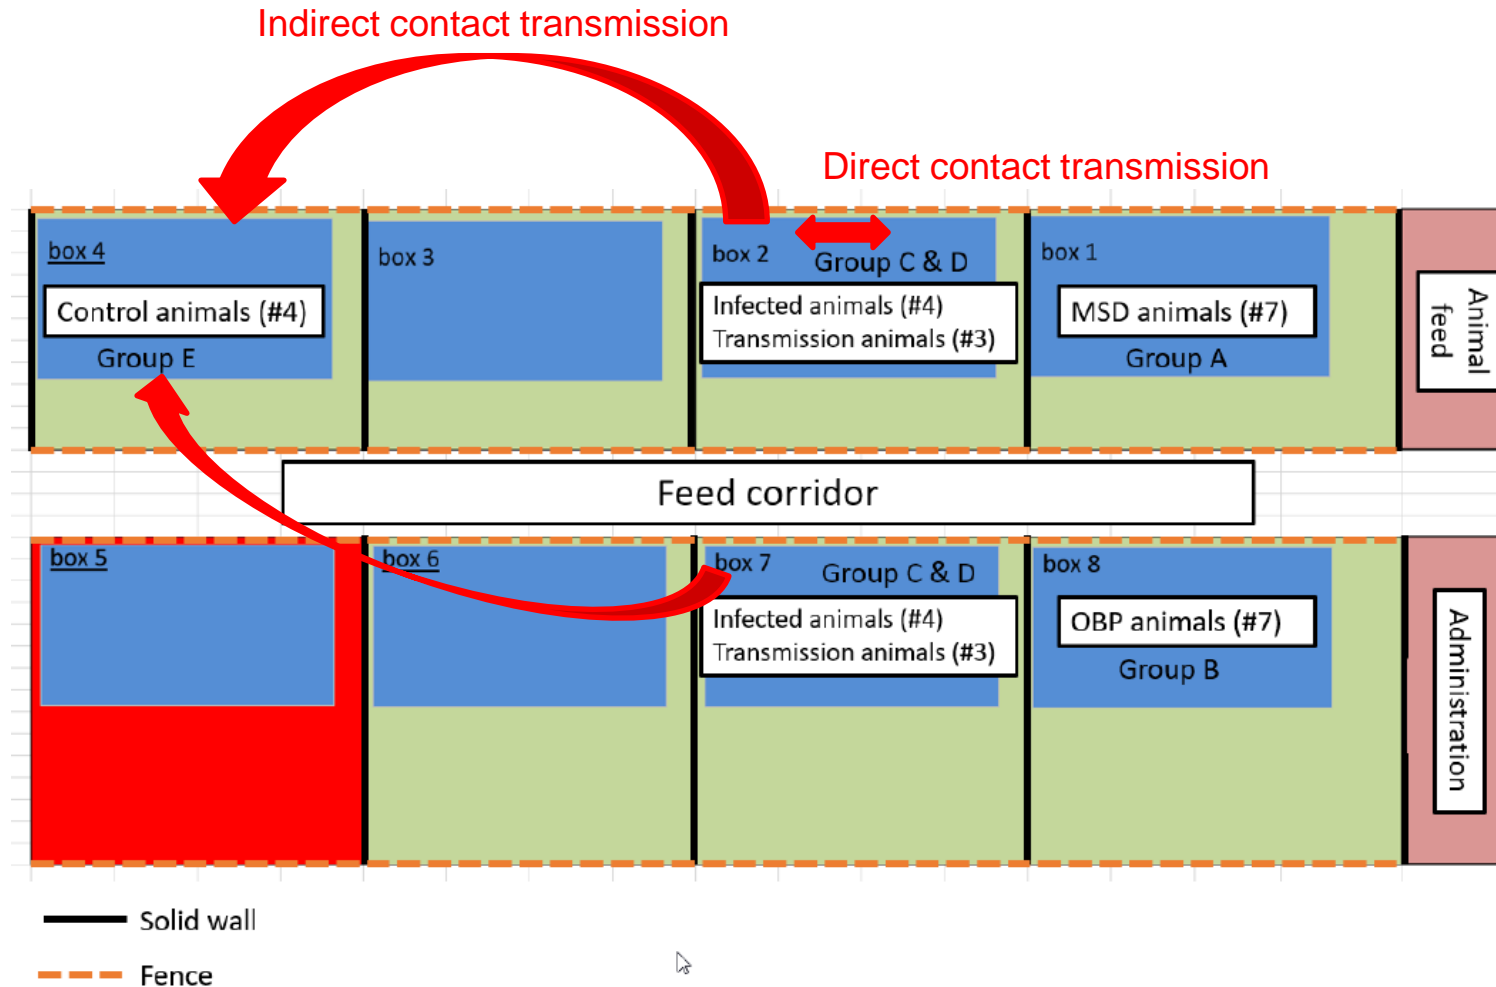 Indirect contact transmission
Direct contact transmission
box 4
Control animals (#4)
Group E
box 3
box 2
Group C & D
Infected animals (#4)
Transmission animals (#3)
box 1
MSD animals (#7)
Group A
Animal
feed
Feed corridor
box 5
box 6
box 7
Group C & D
Infected animals (#4)
Transmission animals (#3)
box 8
OBP animals (#7)
Group B
Administration
Solid wall
Fence